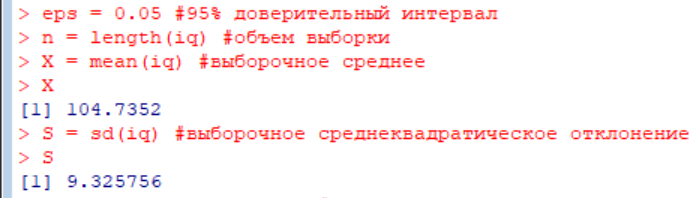 > eps = 0.05 #95% доверительный интервал
> n = length(iq) #объем выборки
> X = mean(iq) #выборочное среднее
> X
[1] 104.7352
> S = sd(iq) #выборочное среднеквадратическое отклонение
> S
[1] 9.325756